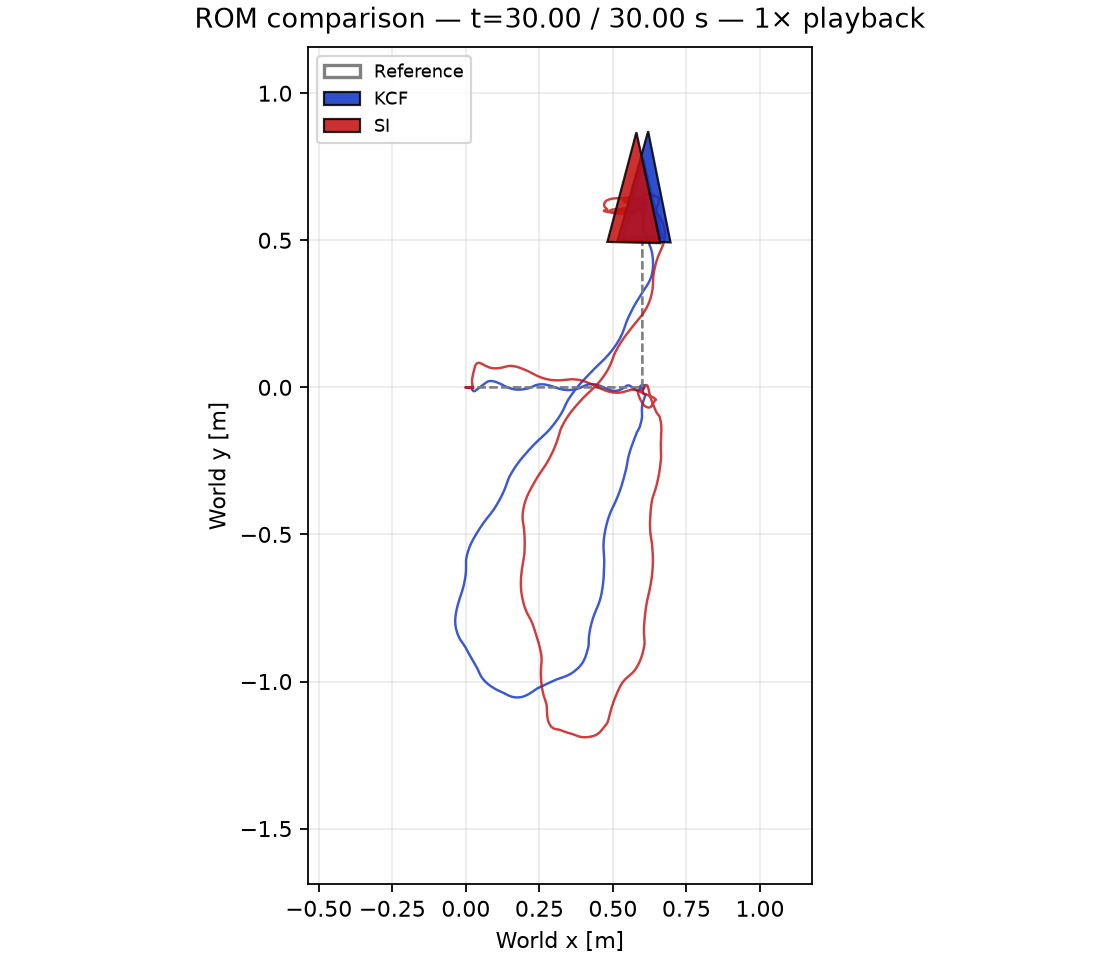 ROM comparison — t=30.00 / 30.00 s — 1× playback
Reference
KCF
SI
1.0
0.5
0.0
−0.5
−1.0
−1.5
World y [m]
−0.50 −0.25 0.00 0.25 0.50 0.75 1.00
World x [m]